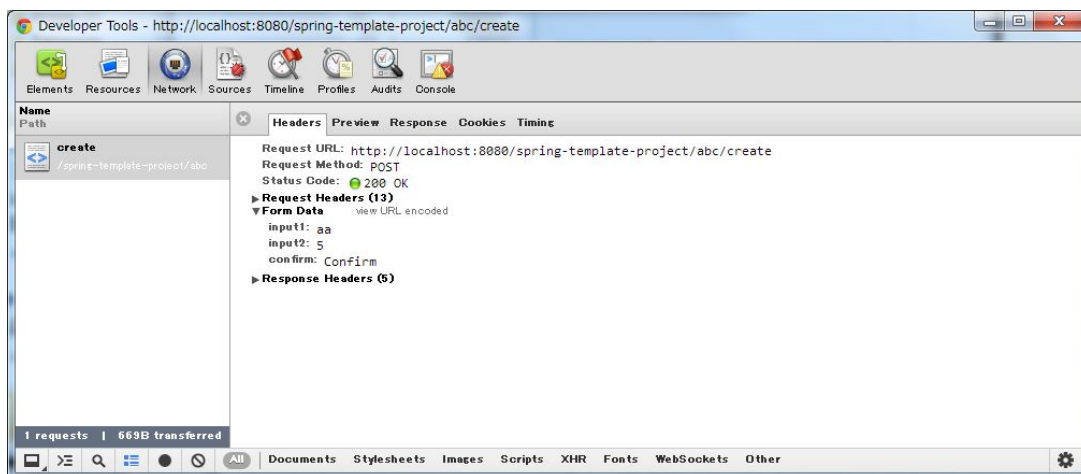 Developer Tools - http://localhost:8080/spring-template-project/abc/create
Elements Resources Network Sources Timeline Profiles Audits Console
Name
Path
Headers Preview Response Cookies Timing
create
/spring-template-project/abc
Request URL: http://localhost:8080/spring-template-project/abc/create
Request Method: POST
Status Code: 200 OK
Request Headers (13)
Form Data view URL encoded
input1: aa
input2: 5
confirm: Confirm
Response Headers (5)
1 requests | 669B transferred
All Documents Stylesheets Images Scripts XHR Fonts WebSockets Other